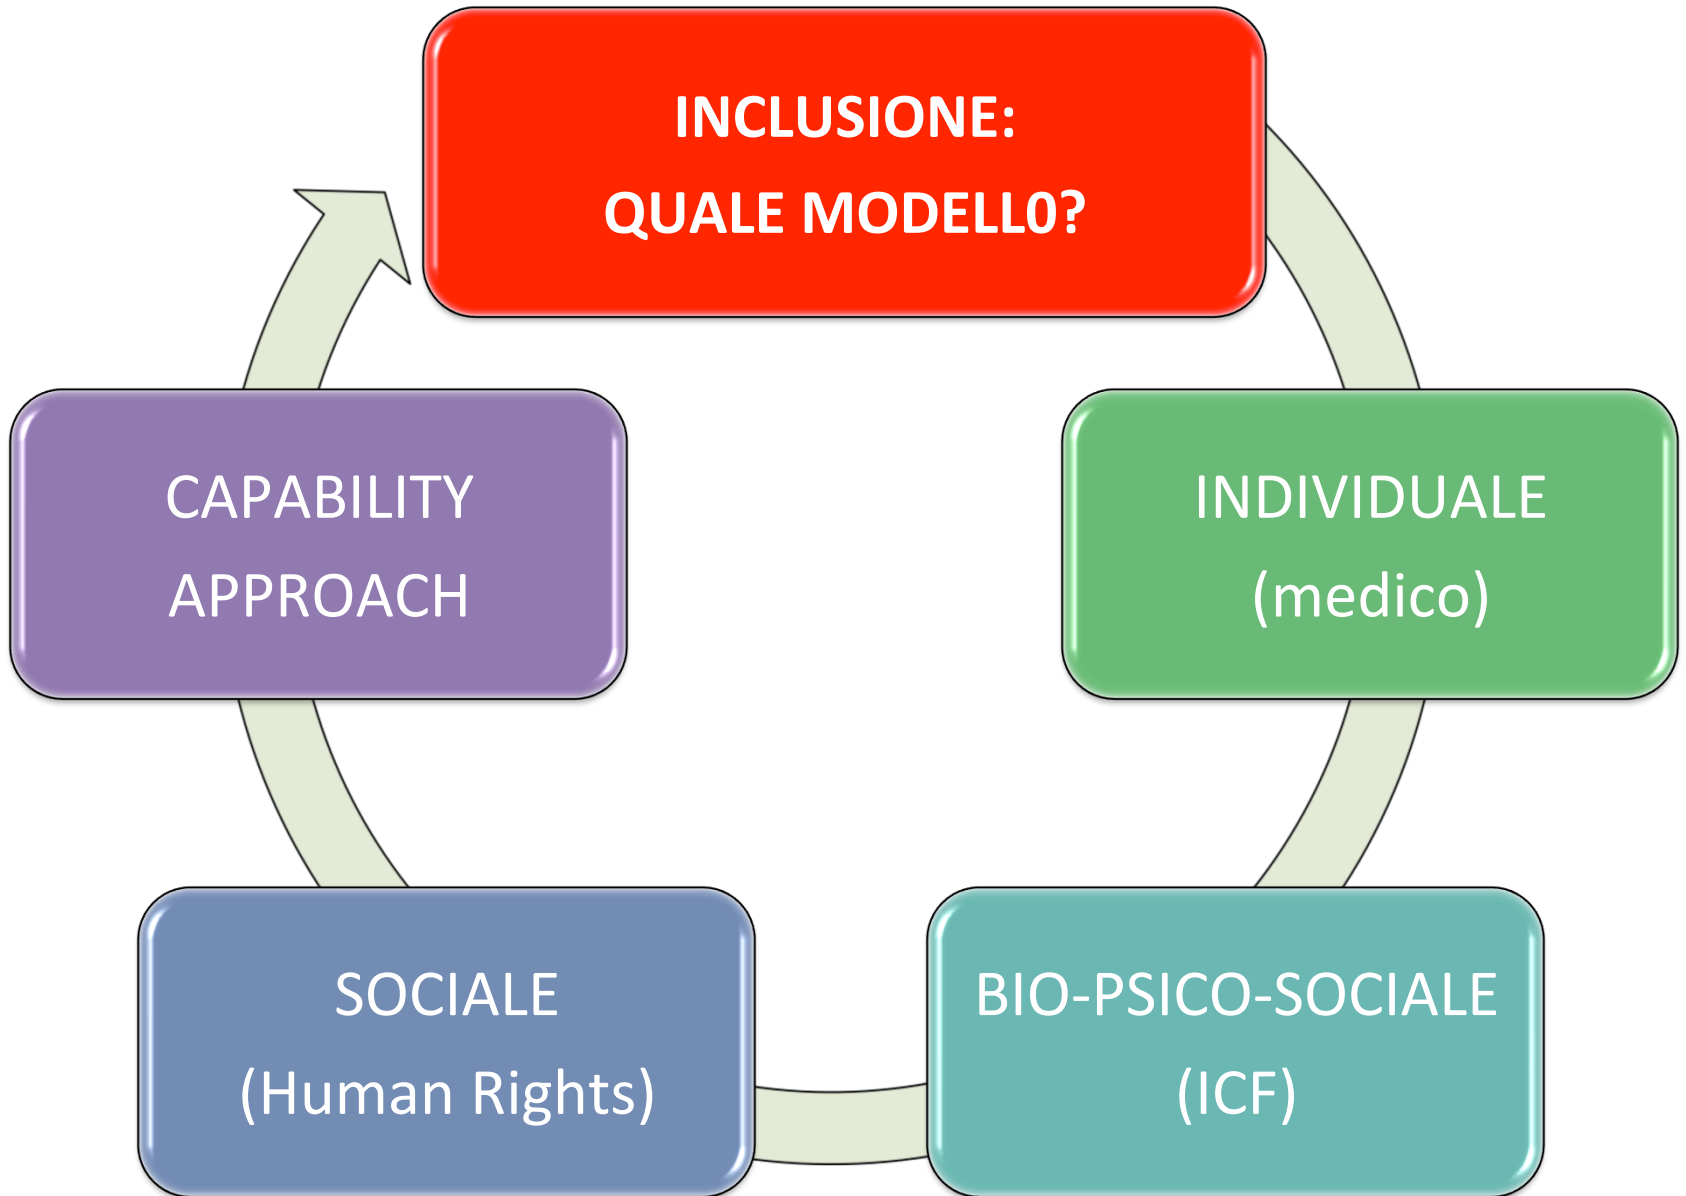 INCLUSIONE:
QUALE MODELL0?
INDIVIDUALE
(medico)
BIO-PSICO-SOCIALE
(ICF)
SOCIALE
(Human Rights)
CAPABILITY
APPROACH